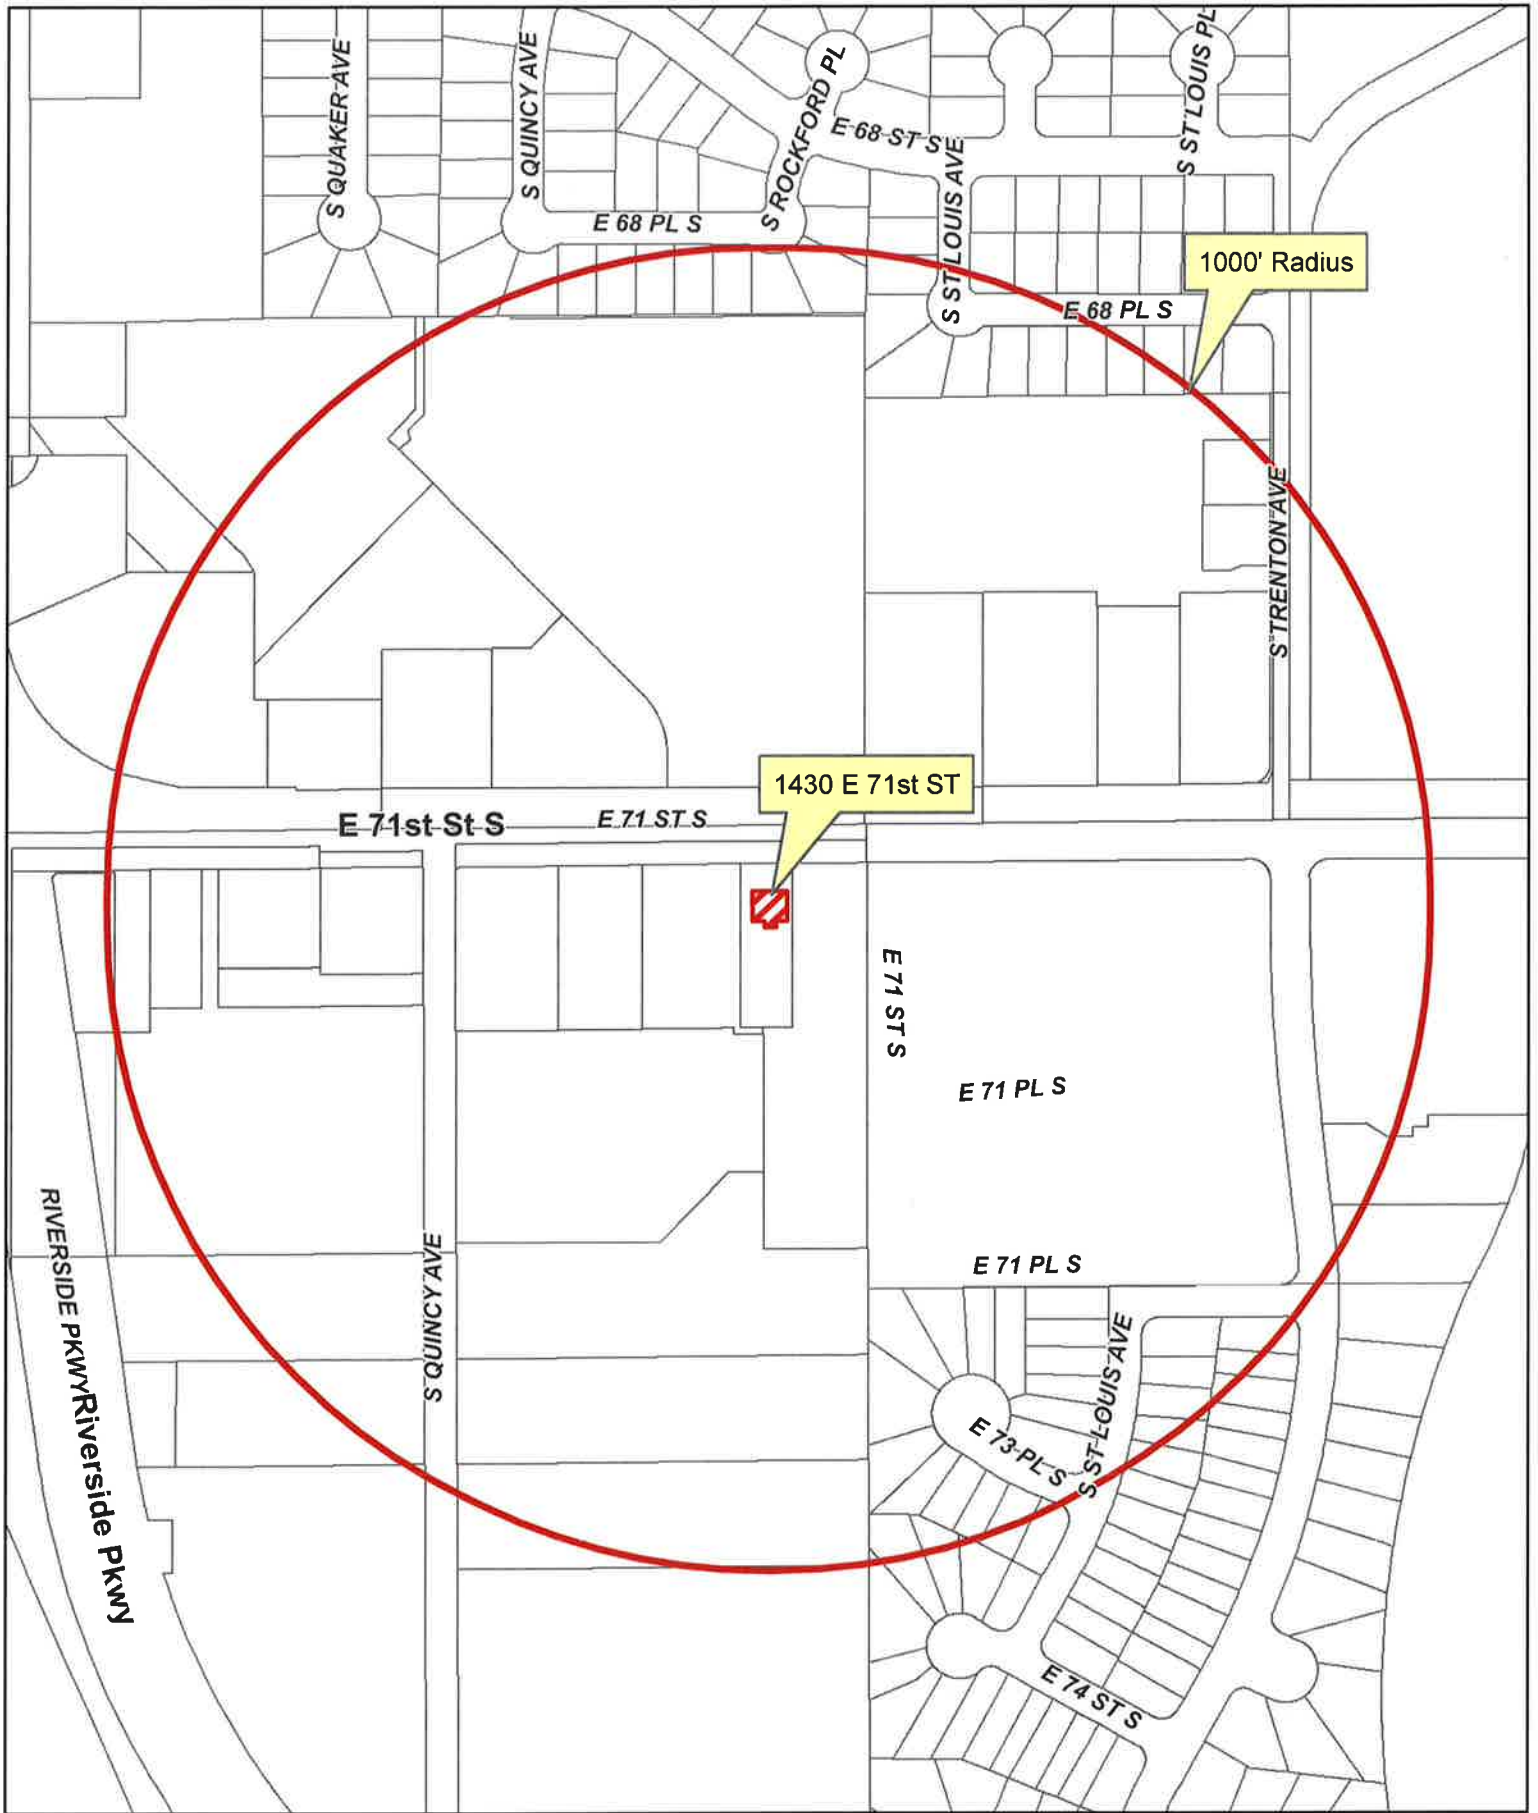 S QUAKER AVE
S QUINCY AVE
S ROCKFORD PL
E 68 ST S
S ST LOUIS PL
S ST LOUIS AVE
E 68 PL S
1000' Radius
E 68 PL S
S TRENTON AVE
1430 E 71st ST
E 71st St S
E 71 ST S
E 71 ST S
E 71 PL S
E 71 PL S
RIVERSIDE PKWY
Riverside Pkwy
S QUINCY AVE
S ST LOUIS AVE
E 73 PL S
E 74 ST S